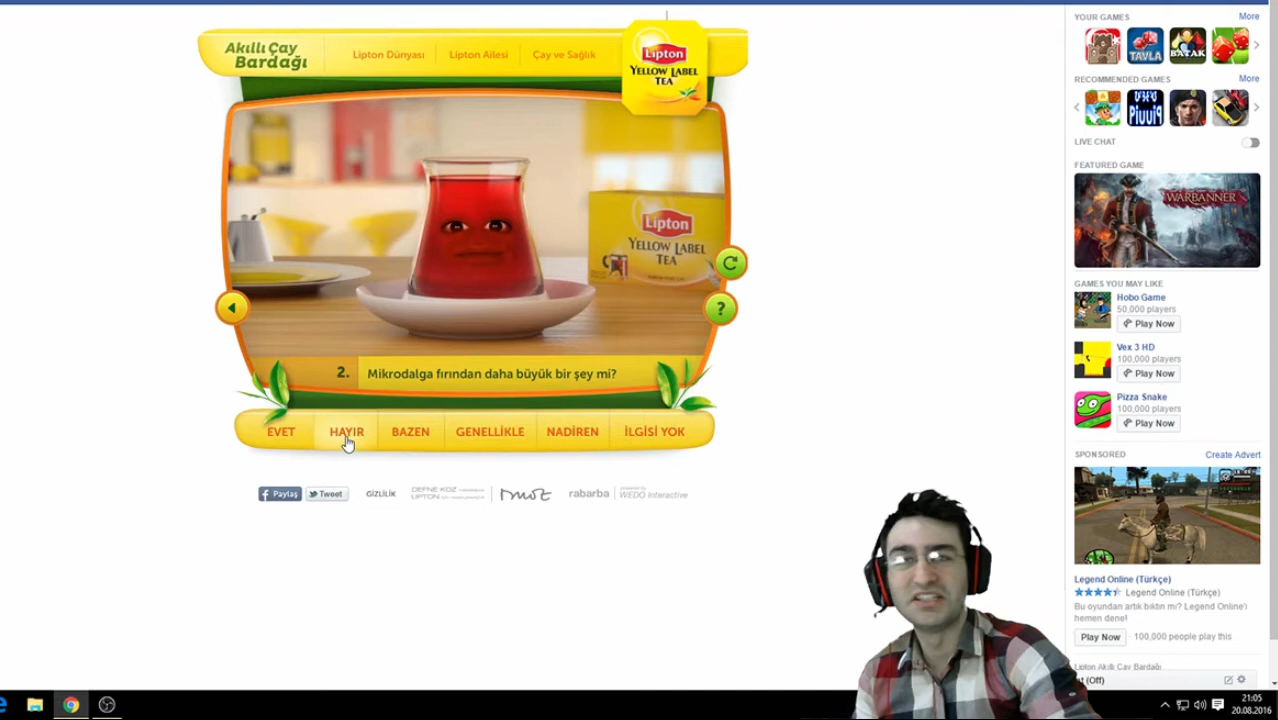 Akıllı Çay
Bardağı
Lipton Dünyası
Lipton Ailesi
Çay ve Sağlık
Lipton
YELLOW LABEL
TEA
Lipton
YELLOW LABEL
TEA
?
2.
Mikrodalga fırından daha büyük bir şey mi?
EVET
HAYIR
BAZEN
GENELLİKLE
NADİREN
İLGİSİ YOK
Paylaş
Tweet
GİZLİLİK
DEFNE KOZ
LIPTON
rabarba
powered by
WEDO Interactive
YOUR GAMES
More
TAVLA
BATAK
RECOMMENDED GAMES
More
LIVE CHAT
FEATURED GAME
WARBANNER
GAMES YOU MAY LIKE
Hobo Game
50,000 players
Play Now
Vex 3 HD
100,000 players
Play Now
Pizza Snake
100,000 players
Play Now
SPONSORED
Create Advert
Legend Online (Türkçe)
Legend Online (Türkçe)
Bu oyundan artık bıktın mı? Legend Online'ı
hemen dene!
Play Now
100,000 people play this
Lipton Akıllı Çay Bardağı
(Off)
21:05
20.08.2016